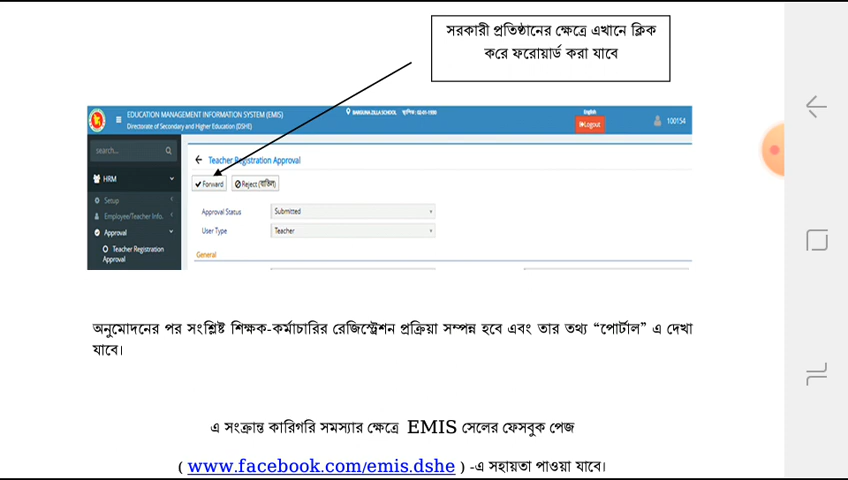 সরকারী প্রতিষ্ঠানের ক্ষেত্রে এখানে ক্লিক
করে ফরোয়ার্ড করা যাবে
EDUCATION MANAGEMENT INFORMATION SYSTEM (EMIS)
Directorate of Secondary and Higher Education (DSHE)
BARGUNA ZILLA SCHOOL
English
Logout
100154
search...
Teacher Registration Approval
HRM
Forward
Reject (বাতিল)
Setup
Employee/Teacher Info.
Approval
Teacher Registration
Approval
Approval Status
Submitted
User Type
Teacher
General
অনুমোদনের পর সংশ্লিষ্ট শিক্ষক-কর্মাচারির রেজিস্ট্রেশন প্রক্রিয়া সম্পন্ন হবে এবং তার তথ্য “পোর্টাল” এ দেখা
যাবে।
এ সংক্রান্ত কারিগরি সমস্যার ক্ষেত্রে EMIS সেলের ফেসবুক পেজ
( www.facebook.com/emis.dshe ) -এ সহায়তা পাওয়া যাবে।